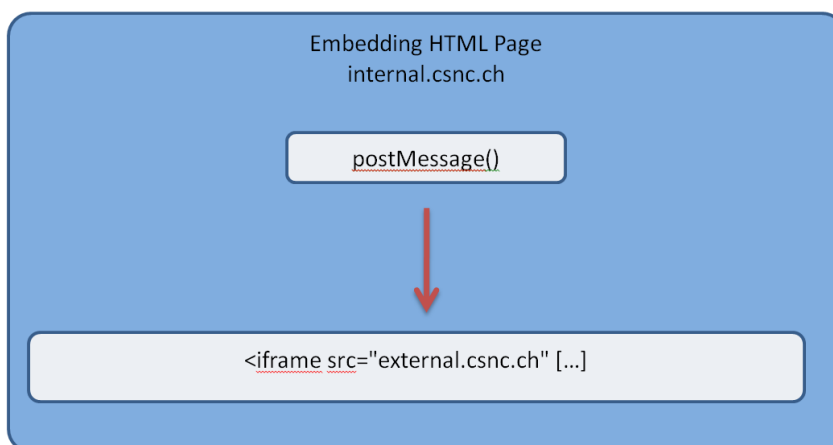 Embedding HTML Page
internal.csnc.ch
postMessage()
<iframe src="external.csnc.ch" […]